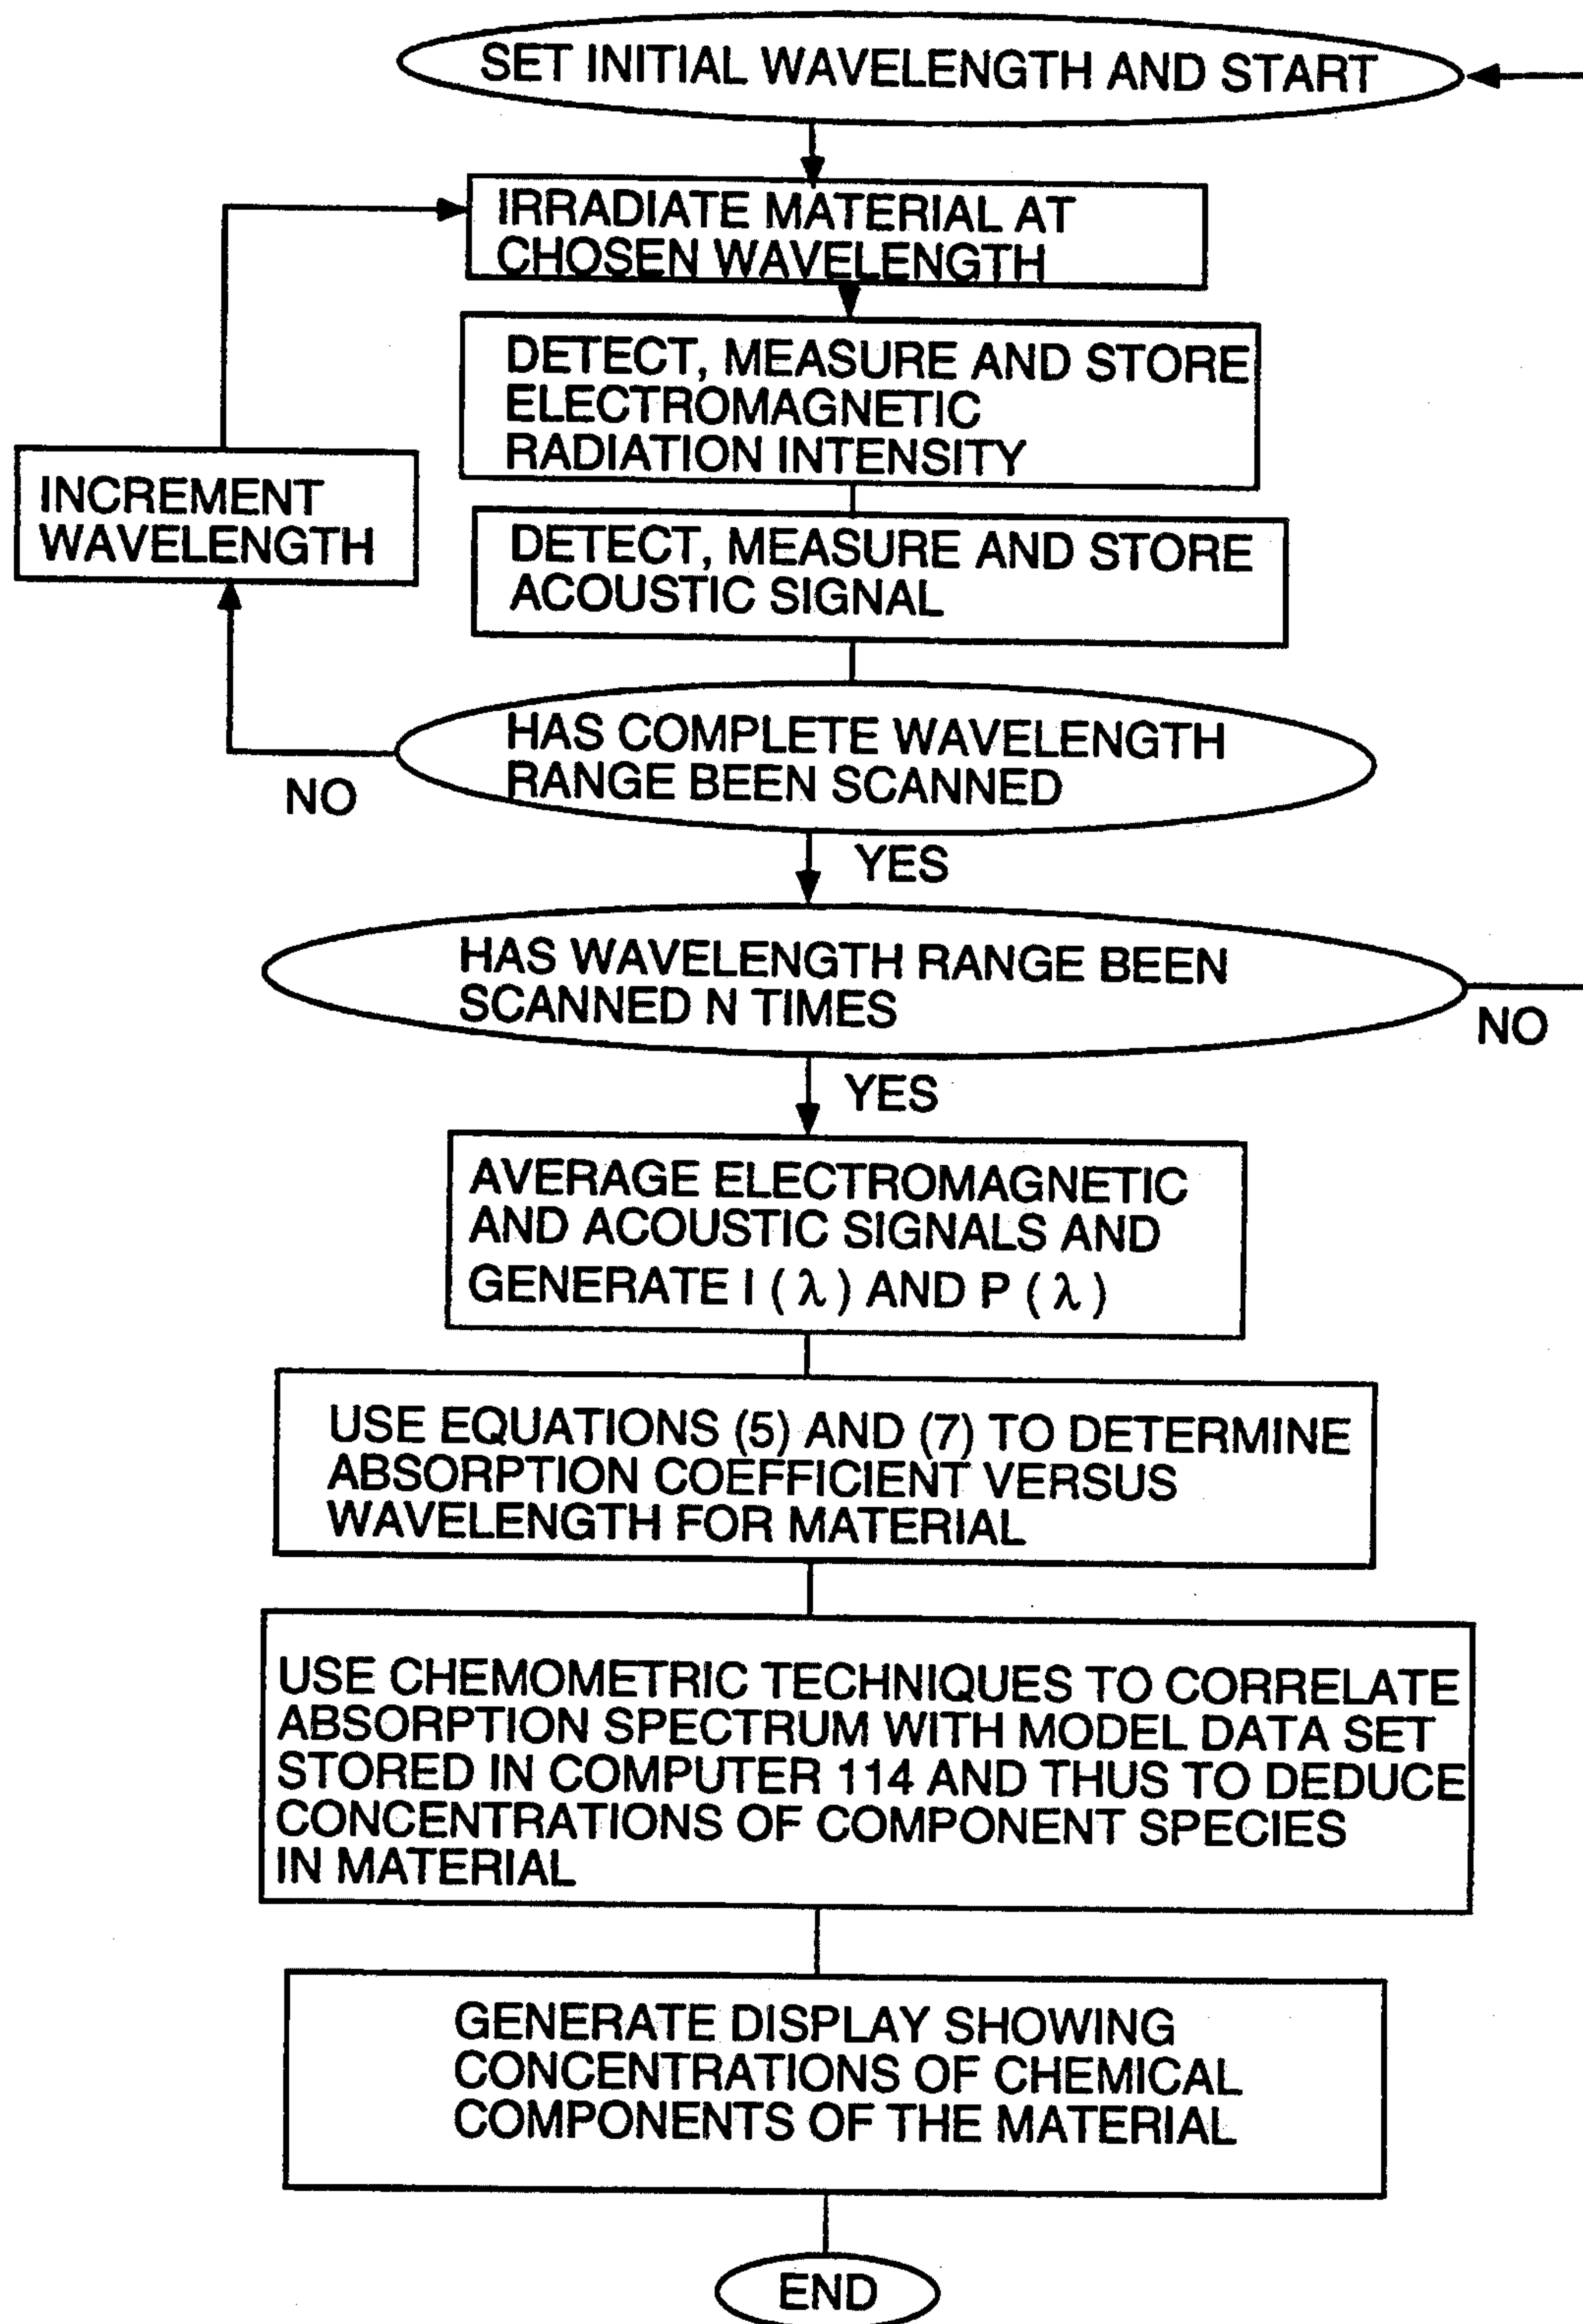 SET INITIAL WAVELENGTH AND START
IRRADIATE MATERIAL AT
CHOSEN WAVELENGTH
DETECT, MEASURE AND STORE
ELECTROMAGNETIC
RADIATION INTENSITY
INCREMENT
WAVELENGTH
DETECT, MEASURE AND STORE
ACOUSTIC SIGNAL
HAS COMPLETE WAVELENGTH
RANGE BEEN SCANNED
NO
YES
HAS WAVELENGTH RANGE BEEN
SCANNED N TIMES
NO
YES
AVERAGE ELECTROMAGNETIC
AND ACOUSTIC SIGNALS AND
GENERATE I ( λ ) AND P ( λ )
USE EQUATIONS (5) AND (7) TO DETERMINE
ABSORPTION COEFFICIENT VERSUS
WAVELENGTH FOR MATERIAL
USE CHEMOMETRIC TECHNIQUES TO CORRELATE
ABSORPTION SPECTRUM WITH MODEL DATA SET
STORED IN COMPUTER 114 AND THUS TO DEDUCE
CONCENTRATIONS OF COMPONENT SPECIES
IN MATERIAL
GENERATE DISPLAY SHOWING
CONCENTRATIONS OF CHEMICAL
COMPONENTS OF THE MATERIAL
END